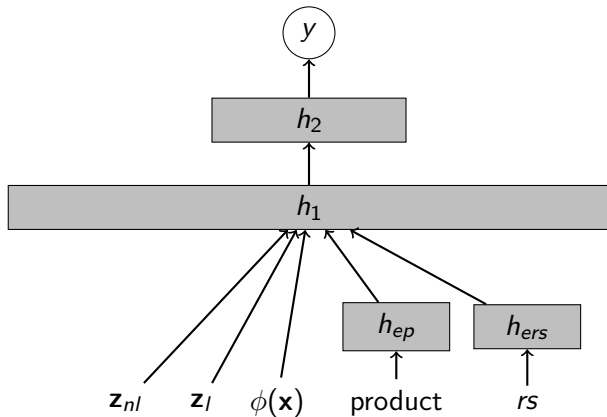 y
h₂
h₁
hₑₚ hₑᵣₛ
𝐳ₙₗ 𝐳ₗ ϕ(𝐱) product rs